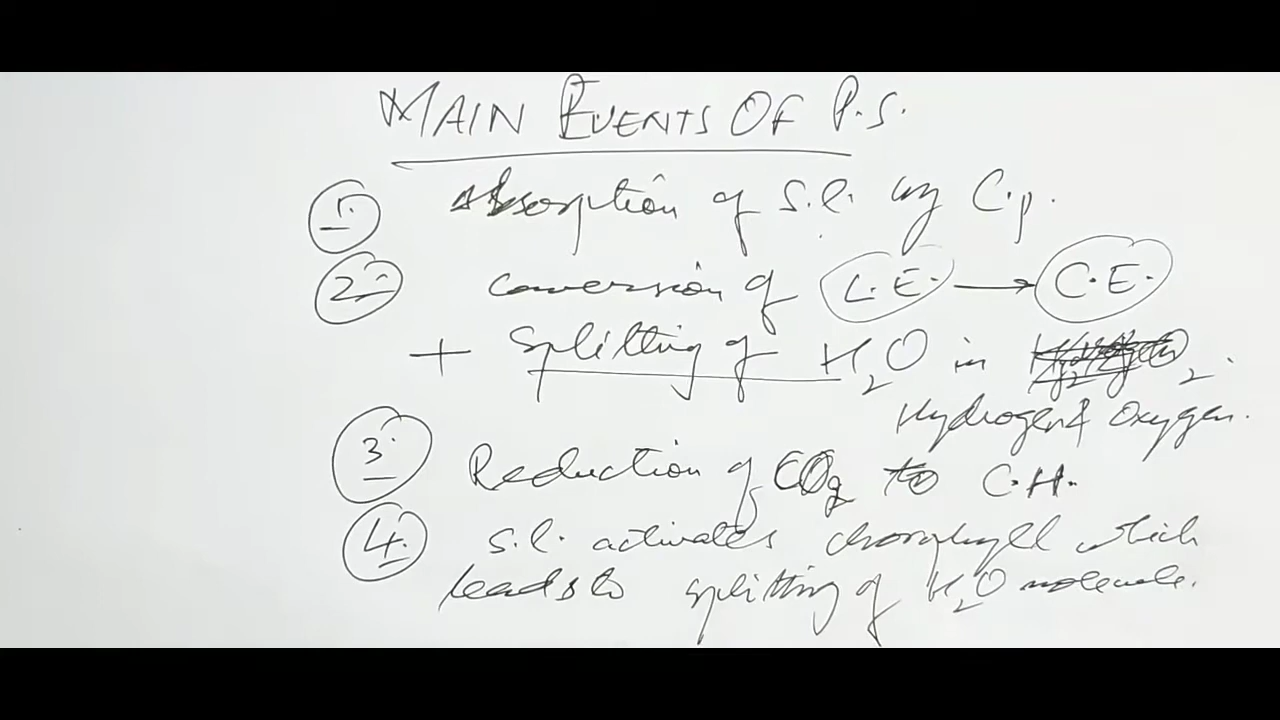 MAIN EVENTS OF P.S.
1. Absorption of S.l. by C.p.
2. Conversion of L.E. → C.E.
+ Splitting of H₂O in
Hydrogen & Oxygen.
3. Reduction of CO₂ to C.H.
4. S.l. activates which
leads to splitting of H₂O molecule.